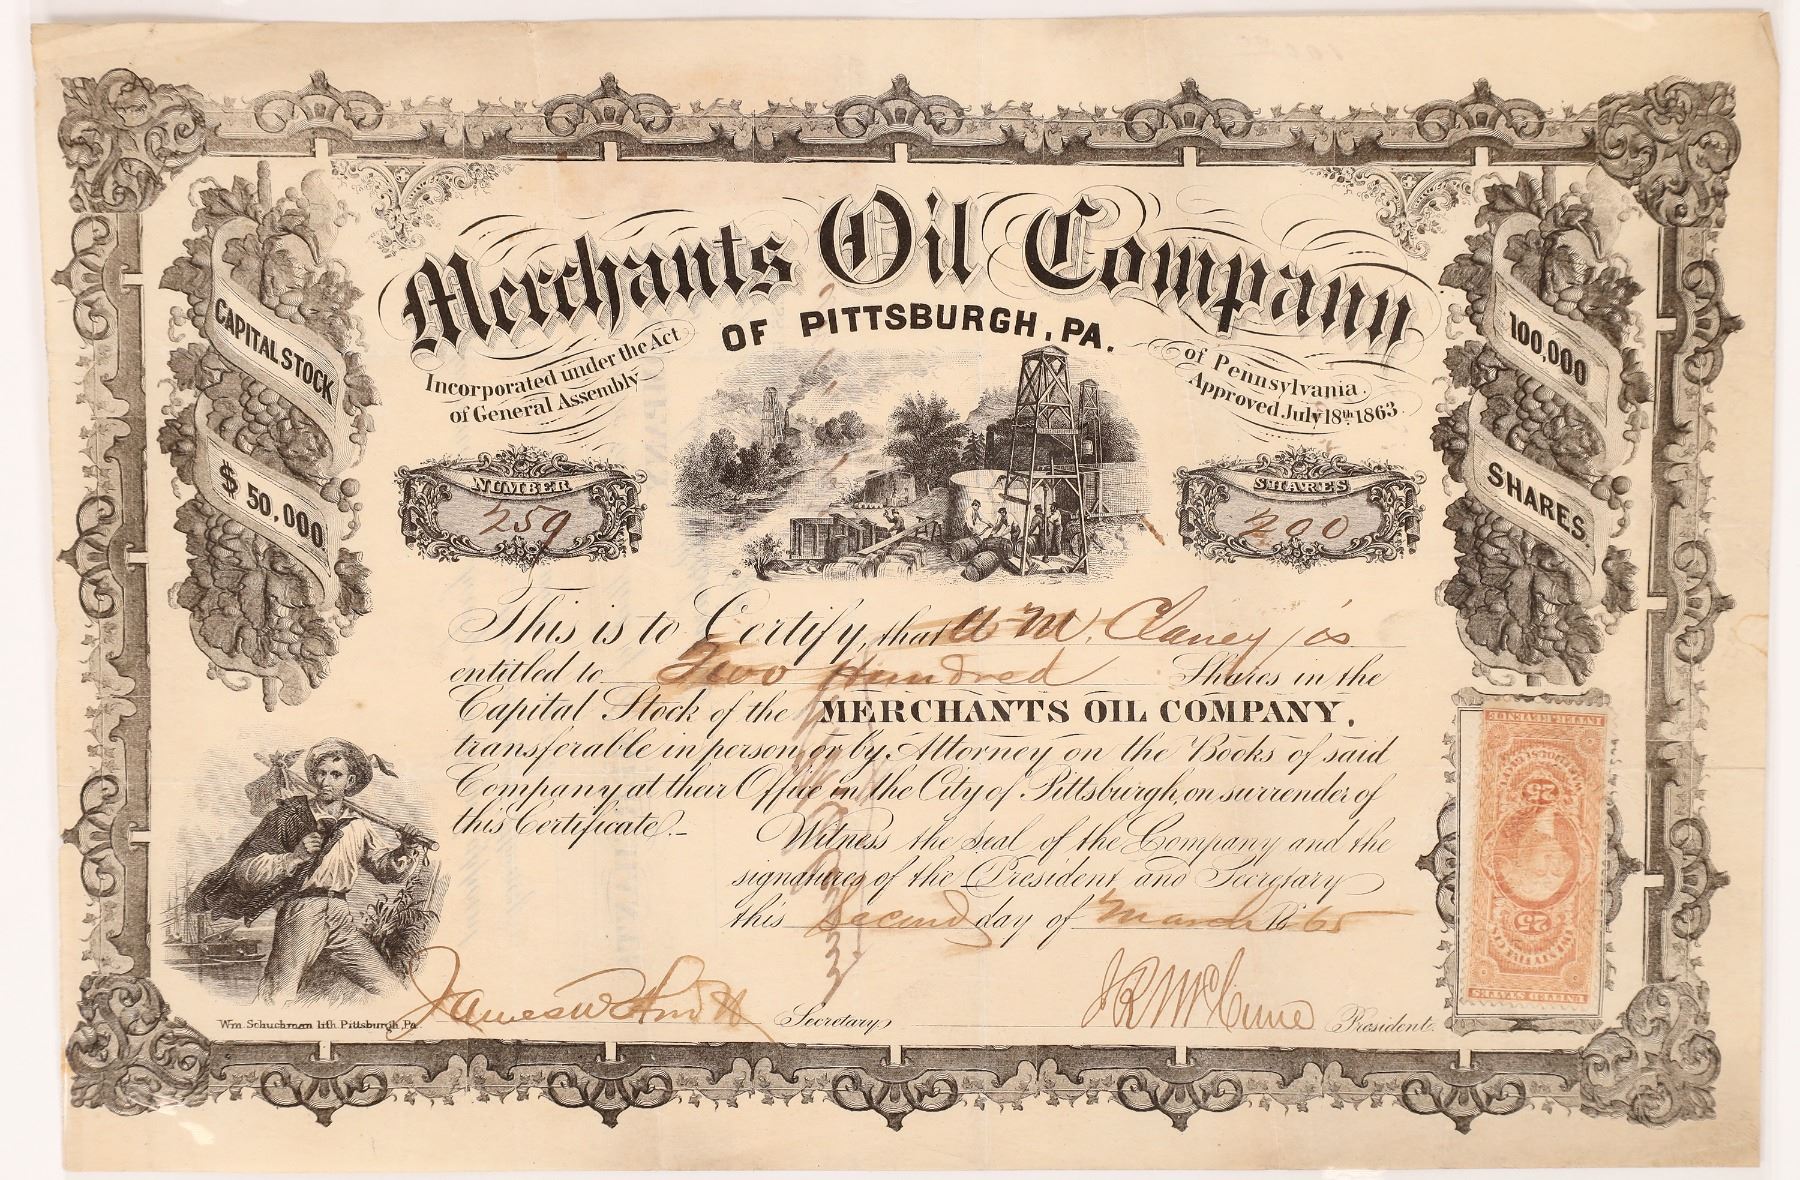 Merchants Oil Company
OF PITTSBURGH, PA.
Incorporated under the Act
of General Assembly
of Pennsylvania.
Approved July 18th 1863.
CAPITAL STOCK
$50,000
100,000
SHARES.
NUMBER
259
SHARES
200
This is to Certify, that W. M. Claney is
entitled to Two Hundred Shares in the
Capital Stock of the MERCHANTS OIL COMPANY,
transferable in person, or by Attorney on the Books of said
Company at their Office in the City of Pittsburgh, on surrender of
this Certificate.-
Witness the seal of the Company and the
signatures of the President and Secretary
this Second day of March 1865
Secretary
J R McCune President.
Wm. Schuchman lith. Pittsburgh, Pa.
INTER. REVENUE
25
25
UNITED STATES